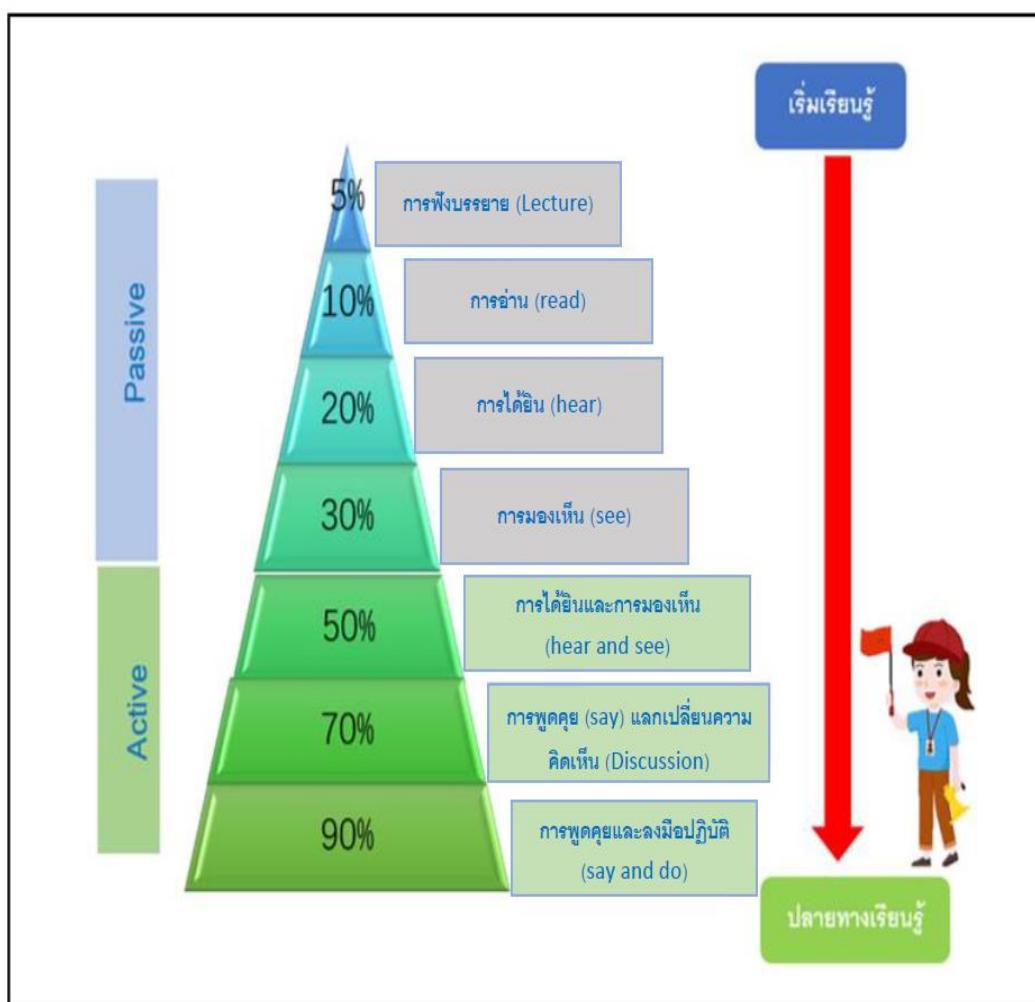 เริ่มเรียนรู้
Passive
5%
การฟังบรรยาย (Lecture)
10%
การอ่าน (read)
20%
การได้ยิน (hear)
30%
การมองเห็น (see)
Active
50%
การได้ยินและการมองเห็น
(hear and see)
70%
การพูดคุย (say) แลกเปลี่ยนความ
คิดเห็น (Discussion)
90%
การพูดคุยและลงมือปฏิบัติ
(say and do)
ปลายทางเรียนรู้